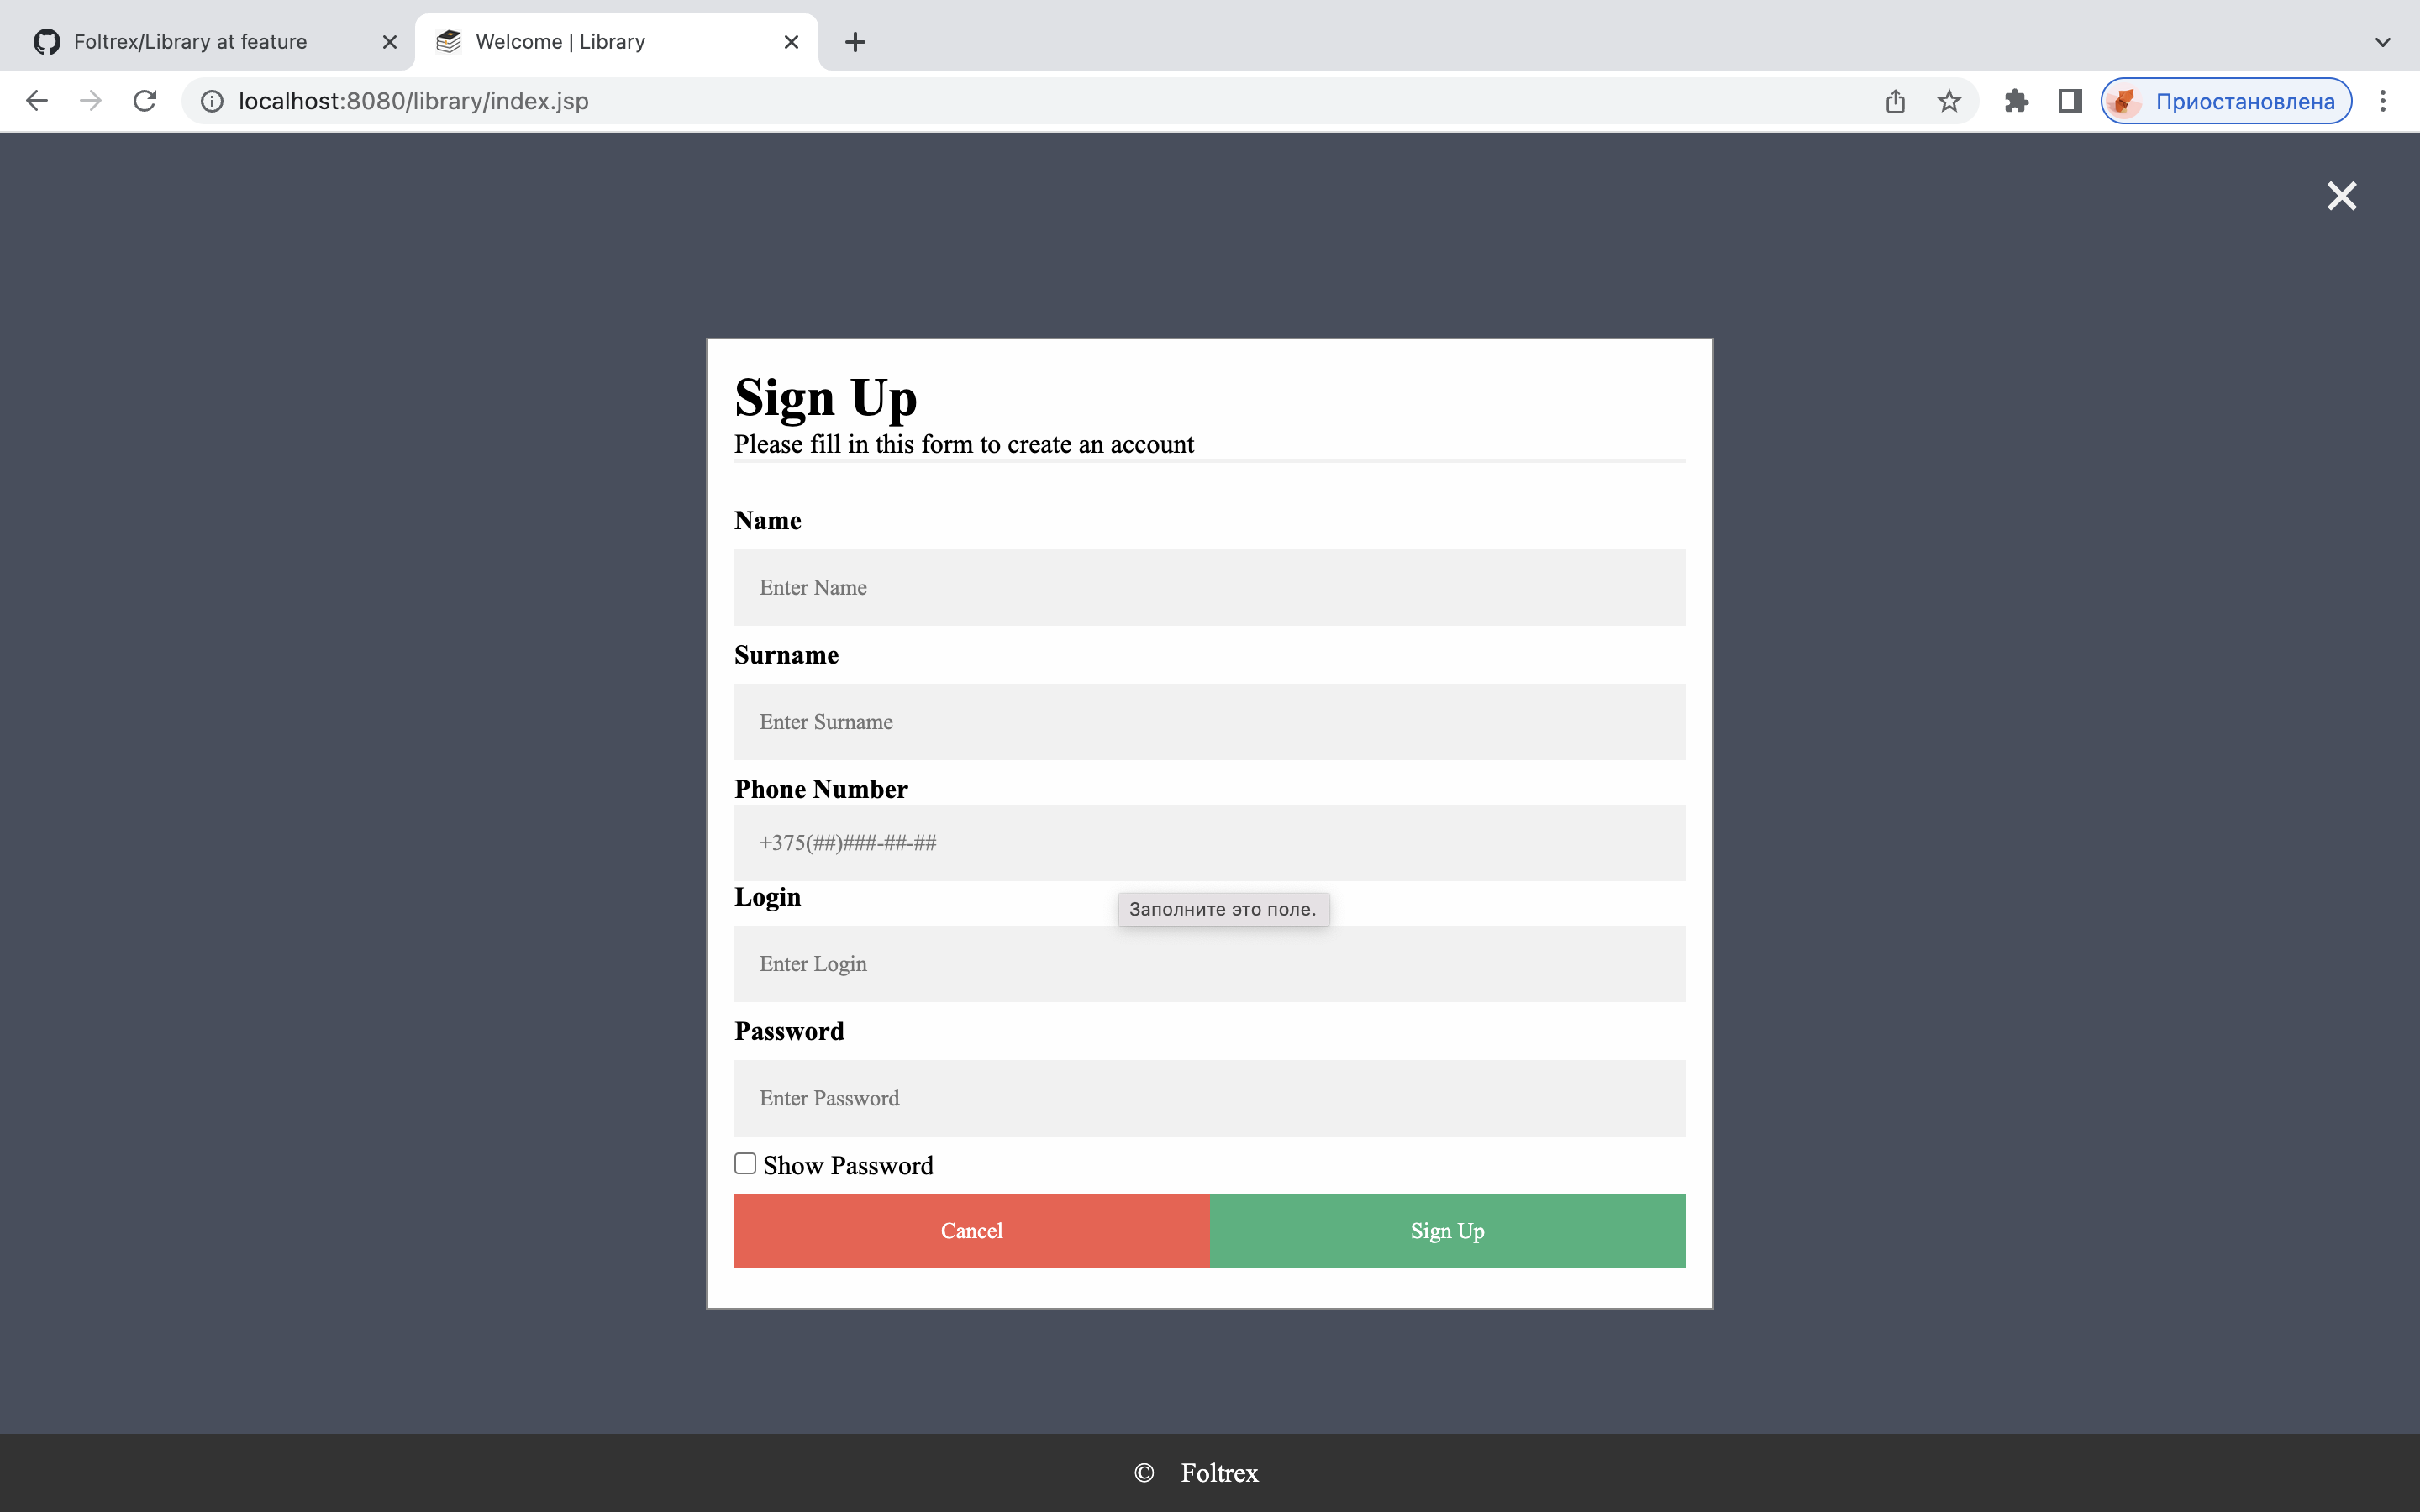 Foltrex/Library at feature
Welcome | Library
localhost:8080/library/index.jsp
Приостановлена
Sign Up
Please fill in this form to create an account
Name
Enter Name
Surname
Enter Surname
Phone Number
+375(##)###-##-##
Login
Заполните это поле.
Enter Login
Password
Enter Password
Show Password
Cancel
Sign Up
© Foltrex